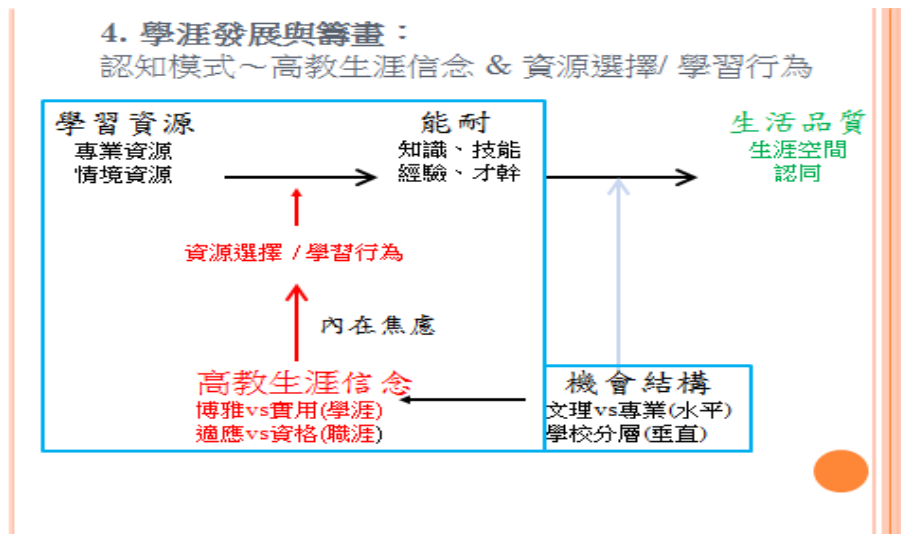 4. 學涯發展與籌畫：
認知模式～高教生涯信念 & 資源選擇/ 學習行為
學習資源
專業資源
情境資源
能耐
知識、技能
經驗、才幹
生活品質
生涯空間
認同
資源選擇 / 學習行為
內在焦慮
高教生涯信念
博雅vs實用(學涯)
適應vs資格(職涯)
機會結構
文理vs專業(水平)
學校分層(垂直)